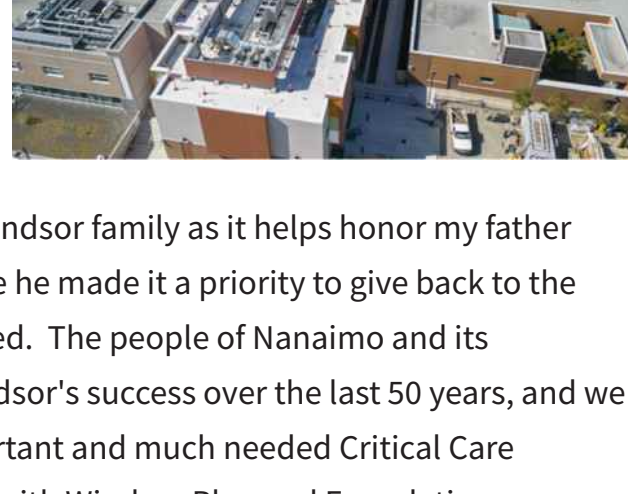 ndsor family as it helps honor my father
he made it a priority to give back to the
ed. The people of Nanaimo and its
dsor's success over the last 50 years, and we
rtant and much needed Critical Care